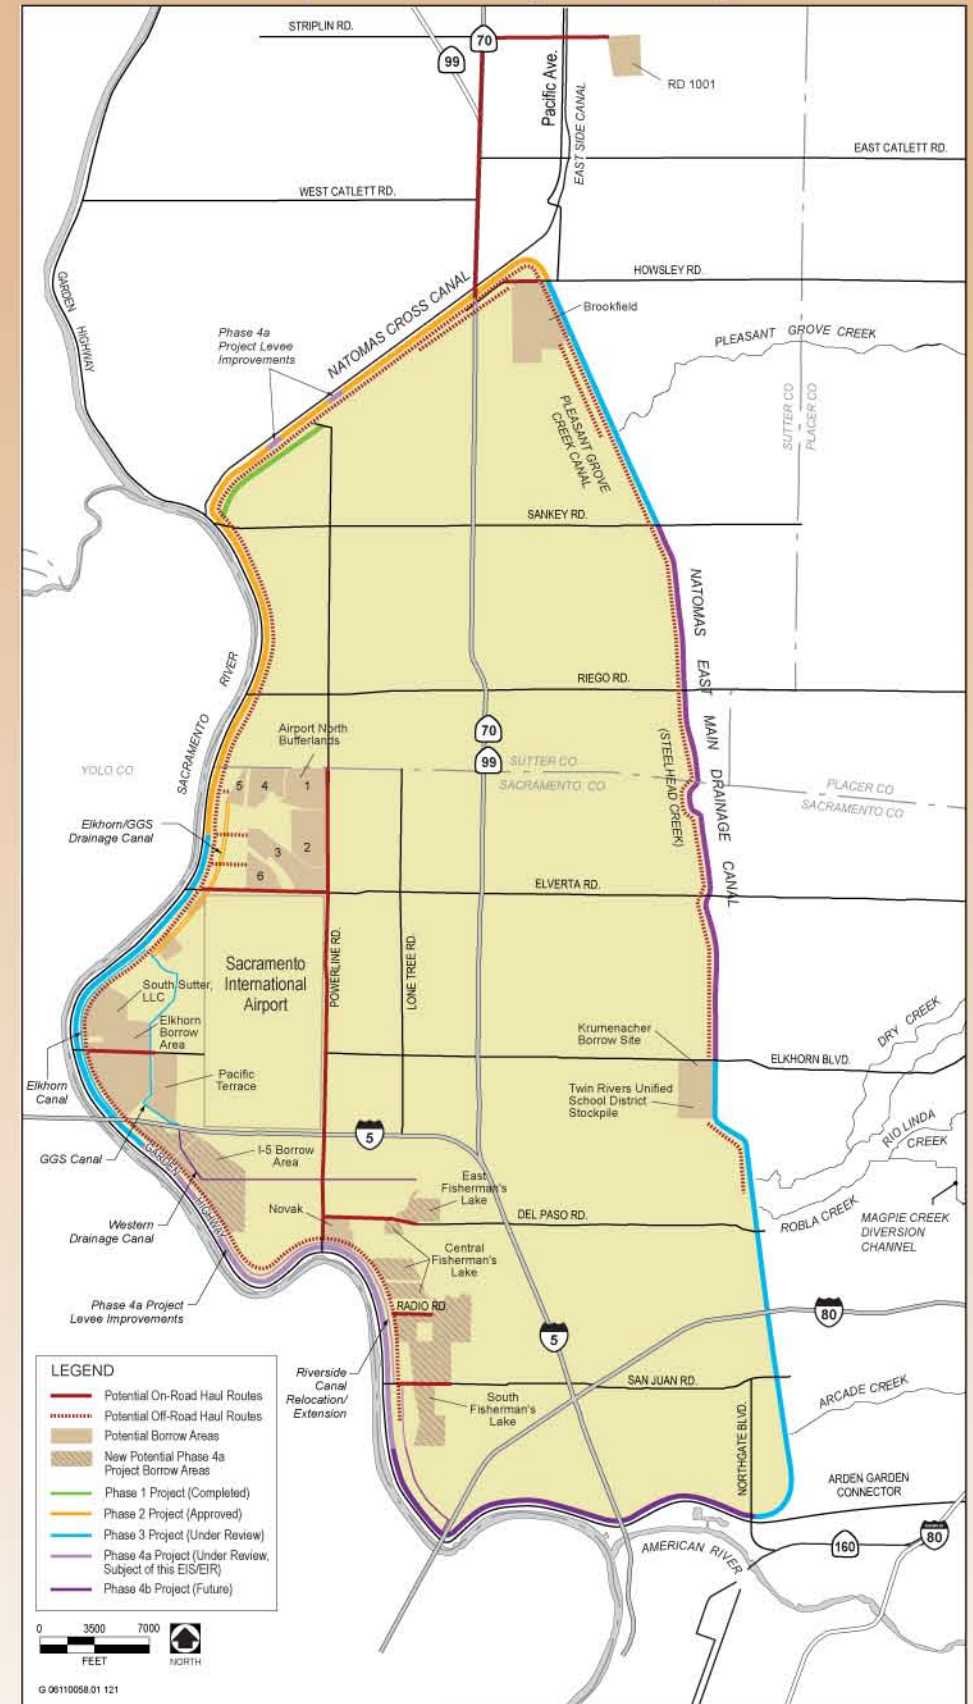 STRIPLIN RD.
70
99
Pacific Ave.
EAST SIDE CANAL
RD 1001
EAST CATLETT RD.
WEST CATLETT RD.
GARDEN HIGHWAY
HOWSLEY RD.
NATOMAS CROSS CANAL
Brookfield
Phase 4a
Project Levee
Improvements
PLEASANT GROVE CREEK
SUTTER CO
PLACER CO
PLEASANT GROVE
CREEK CANAL
SANKEY RD.
NATOMAS EAST MAIN DRAINAGE CANAL
(STEELHEAD CREEK)
SACRAMENTO RIVER
RIEGO RD.
Airport North
Bufferlands
70
99
YOLO CO
SUTTER CO
SACRAMENTO CO
PLACER CO
SACRAMENTO CO
5
4
1
Elkhorn/GGS
Drainage Canal
3
2
6
ELVERTA RD.
POWERLINE RD.
LONE TREE RD.
Sacramento
International
Airport
South Sutter,
LLC
Elkhorn
Borrow
Area
Krumenacher
Borrow Site
ELKHORN BLVD.
DRY CREEK
Elkhorn
Canal
Pacific
Terrace
Twin Rivers Unified
School District
Stockpile
5
RIO LINDA
CREEK
GGS Canal
GARDEN HIGHWAY
I-5 Borrow
Area
East
Fisherman's
Lake
Novak
DEL PASO RD.
ROBLA CREEK
MAGPIE CREEK
DIVERSION
CHANNEL
Western
Drainage Canal
Central
Fisherman's
Lake
Phase 4a Project
Levee Improvements
RADIO RD.
80
5
Riverside
Canal
Relocation/
Extension
SAN JUAN RD.
South
Fisherman's
Lake
ARCADE CREEK
NORTHGATE BLVD.
ARDEN GARDEN
CONNECTOR
AMERICAN RIVER
160
80
LEGEND
Potential On-Road Haul Routes
Potential Off-Road Haul Routes
Potential Borrow Areas
New Potential Phase 4a
Project Borrow Areas
Phase 1 Project (Completed)
Phase 2 Project (Approved)
Phase 3 Project (Under Review)
Phase 4a Project (Under Review,
Subject of this EIS/EIR)
Phase 4b Project (Future)
0 3500 7000
FEET
NORTH
G 06110058.01 121